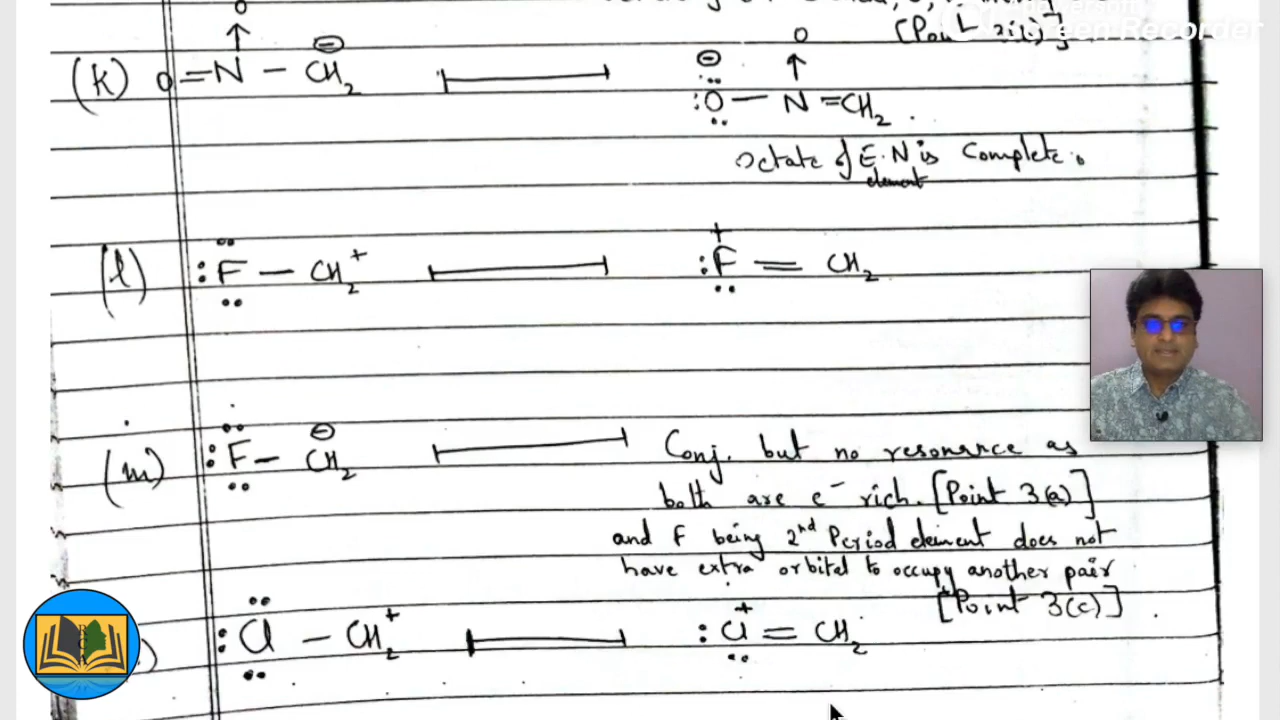 O
(k) O=N – CH₂ ⊖ O ⊖
:Ö – N =CH₂ .
Octate of E.N is Complete.
element
(l) :F̈ – CH₂⁺ :F⁺ = CH₂
(m) :F̈ – CH₂ ⊖ Conj. but no resonance as
both are e⁻ rich. [Point 3(a)]
and F being 2nd Period element does not
have extra orbital to occupy another pair
[Point 3(c)] .
:Cl – CH₂⁺ :Cl⁺ = CH₂
Screen Recorder